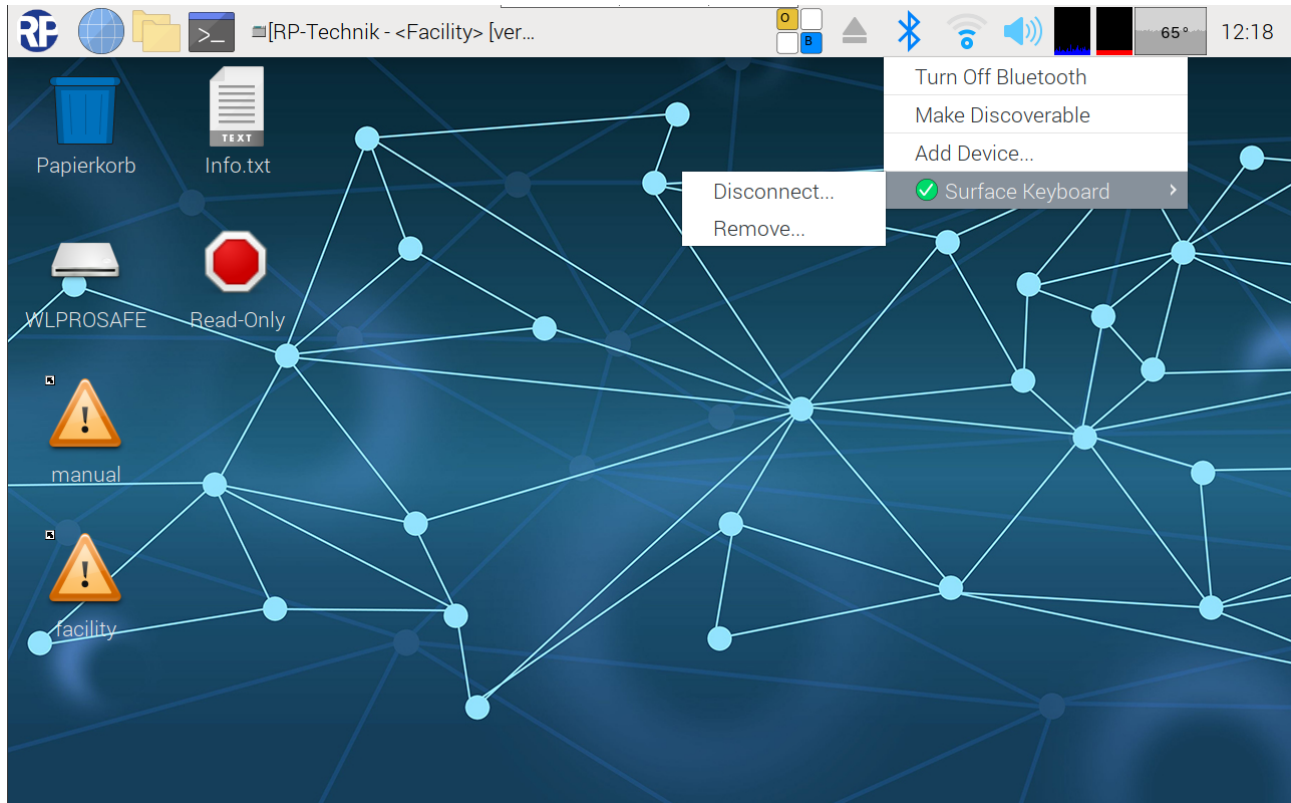 RP
>_
[RP-Technik - <Facility> [ver...
O
B
65°
12:18
Turn Off Bluetooth
Make Discoverable
Add Device...
Surface Keyboard
Disconnect...
Remove...
TEXT
Papierkorb
Info.txt
WLPROSAFE
Read-Only
manual
facility